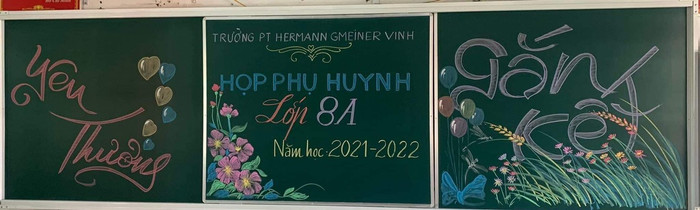 Yêu
Thương
TRƯỜNG PT HERMANN GMEINER VINH
HỌP PHỤ HUYNH
Lớp 8A
Năm học 2021-2022
gắn
kết